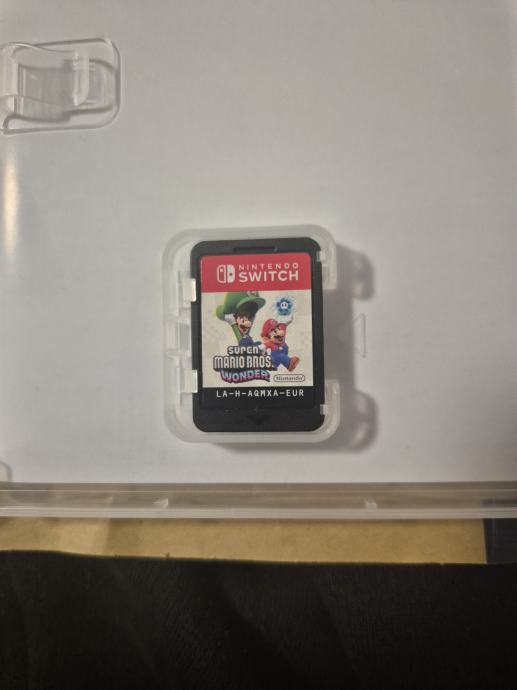 NINTENDO
SWITCH
SUPER
MARIO BROS.
WONDER
Nintendo
LA-H-AQMXA-EUR